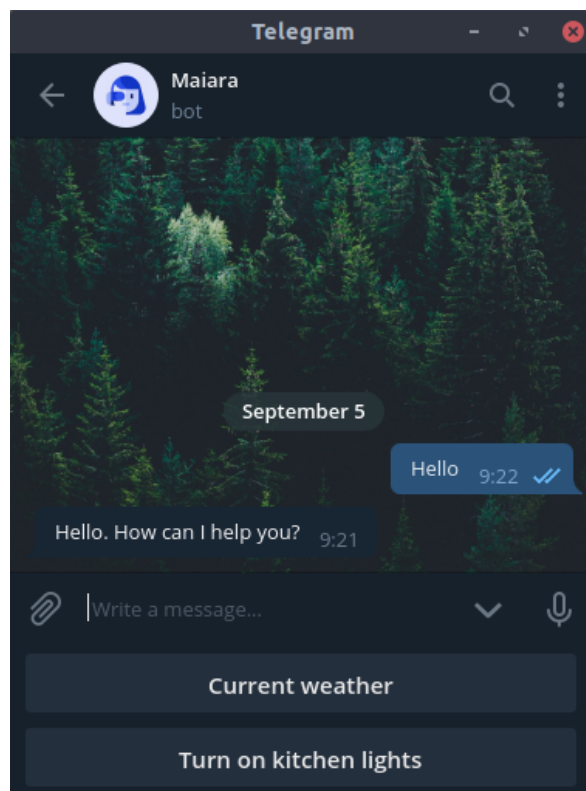 Telegram
Maiara
bot
September 5
Hello 9:22
Hello. How can I help you? 9:21
Write a message...
Current weather
Turn on kitchen lights